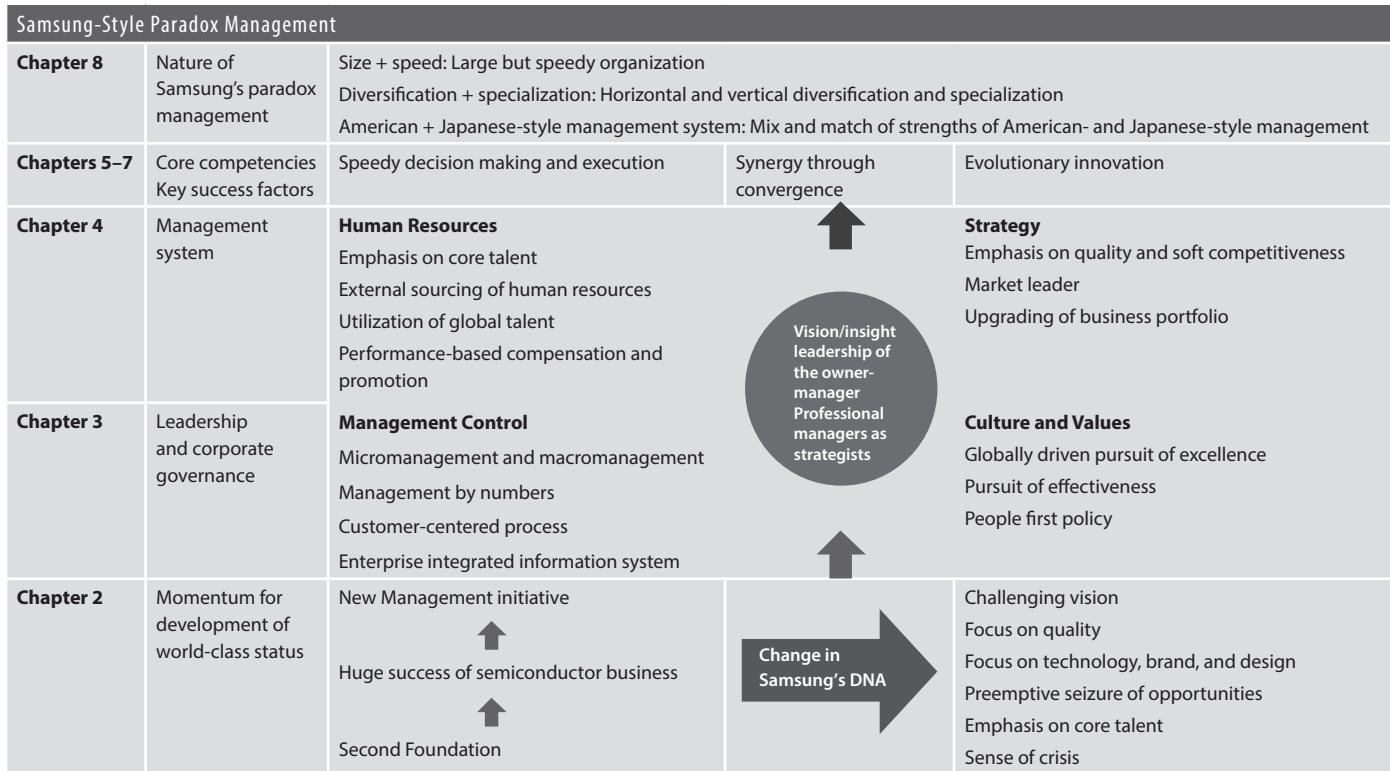 Samsung-Style Paradox Management
Chapter 8
Nature of
Samsung’s paradox
management
Size + speed: Large but speedy organization
Diversification + specialization: Horizontal and vertical diversification and specialization
American + Japanese-style management system: Mix and match of strengths of American- and Japanese-style management
Chapters 5–7
Core competencies
Key success factors
Speedy decision making and execution
Synergy through
convergence
Evolutionary innovation
Chapter 4
Management
system
Human Resources
Emphasis on core talent
External sourcing of human resources
Utilization of global talent
Performance-based compensation and
promotion
Vision/insight
leadership of
the owner-
manager
Professional
managers as
strategists
Strategy
Emphasis on quality and soft competitiveness
Market leader
Upgrading of business portfolio
Chapter 3
Leadership
and corporate
governance
Management Control
Micromanagement and macromanagement
Management by numbers
Customer-centered process
Enterprise integrated information system
Culture and Values
Globally driven pursuit of excellence
Pursuit of effectiveness
People first policy
Chapter 2
Momentum for
development of
world-class status
New Management initiative
Huge success of semiconductor business
Second Foundation
Change in
Samsung’s DNA
Challenging vision
Focus on quality
Focus on technology, brand, and design
Preemptive seizure of opportunities
Emphasis on core talent
Sense of crisis